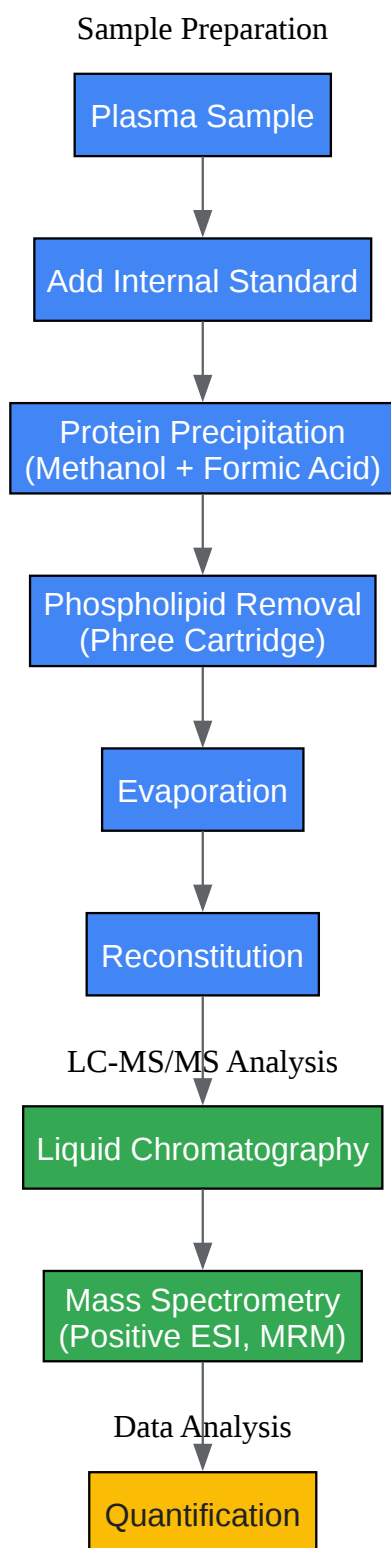 Sample Preparation
Plasma Sample
Add Internal Standard
Protein Precipitation
(Methanol + Formic Acid)
Phospholipid Removal
(Phree Cartridge)
Evaporation
Reconstitution
LC-MS/MS Analysis
Liquid Chromatography
Mass Spectrometry
(Positive ESI, MRM)
Data Analysis
Quantification